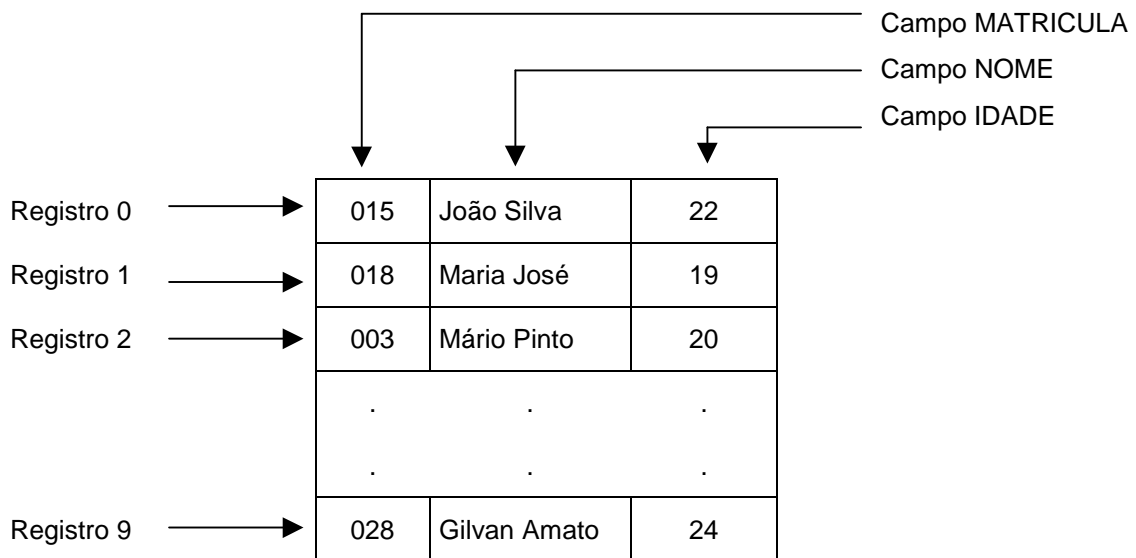 Campo MATRICULA
Campo NOME
Campo IDADE
Registro 0 015 João Silva 22
Registro 1 018 Maria José 19
Registro 2 003 Mário Pinto 20
. . .
. . .
Registro 9 028 Gilvan Amato 24